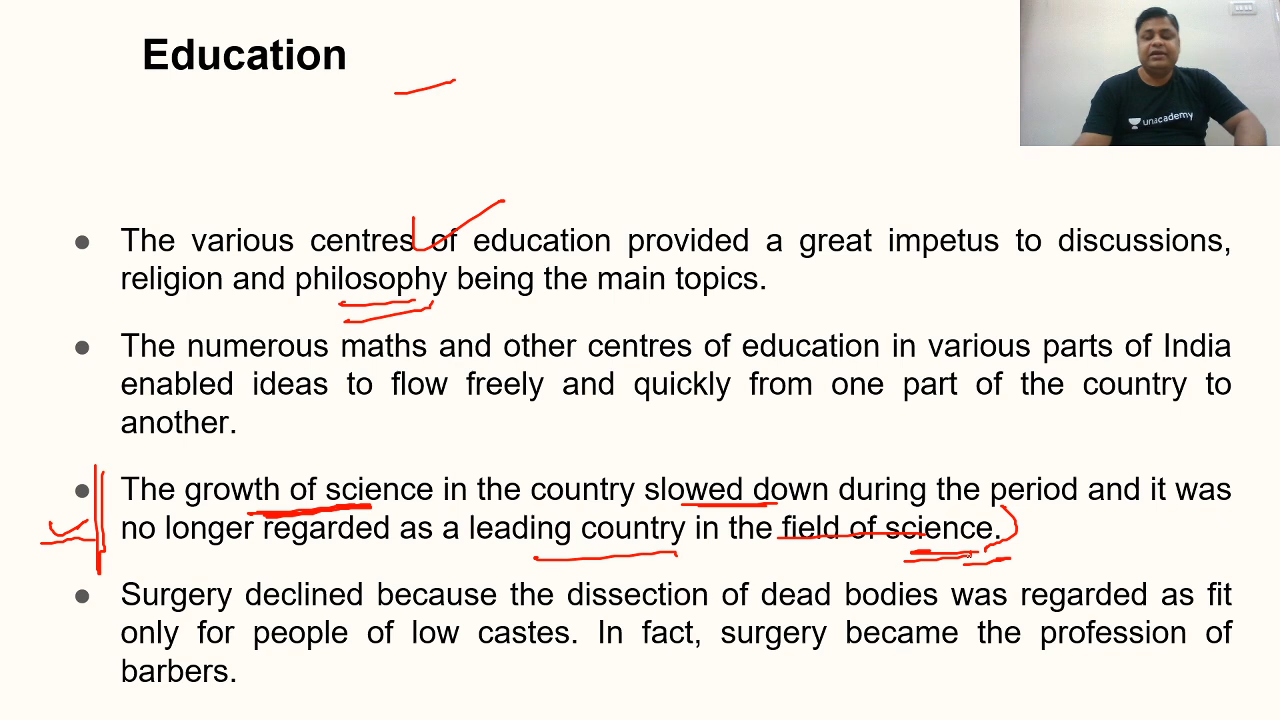 Education
unacademy
● The various centres of education provided a great impetus to discussions,
religion and philosophy being the main topics.
● The numerous maths and other centres of education in various parts of India
enabled ideas to flow freely and quickly from one part of the country to
another.
● The growth of science in the country slowed down during the period and it was
no longer regarded as a leading country in the field of science.
● Surgery declined because the dissection of dead bodies was regarded as fit
only for people of low castes. In fact, surgery became the profession of
barbers.